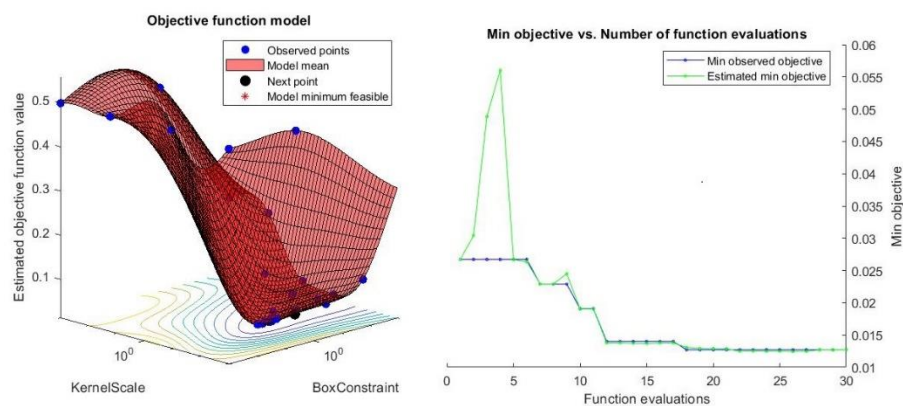 Objective function model
Observed points
Model mean
Next point
Model minimum feasible
Estimated objective function value
0.5
0.4
0.3
0.2
0.1
10^0
10^0
KernelScale
BoxConstraint
Min objective vs. Number of function evaluations
Min observed objective
Estimated min objective
0.06
0.055
0.05
0.045
0.04
0.035
0.03
0.025
0.02
0.015
0.01
Min objective
0 5 10 15 20 25 30
Function evaluations